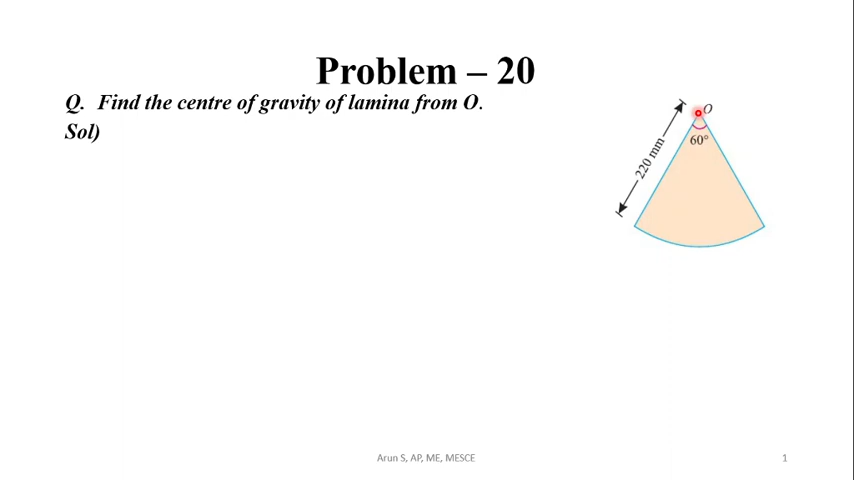 Problem – 20
Q. Find the centre of gravity of lamina from O.
Sol)
O
60°
220 mm
Arun S, AP, ME, MESCE
1